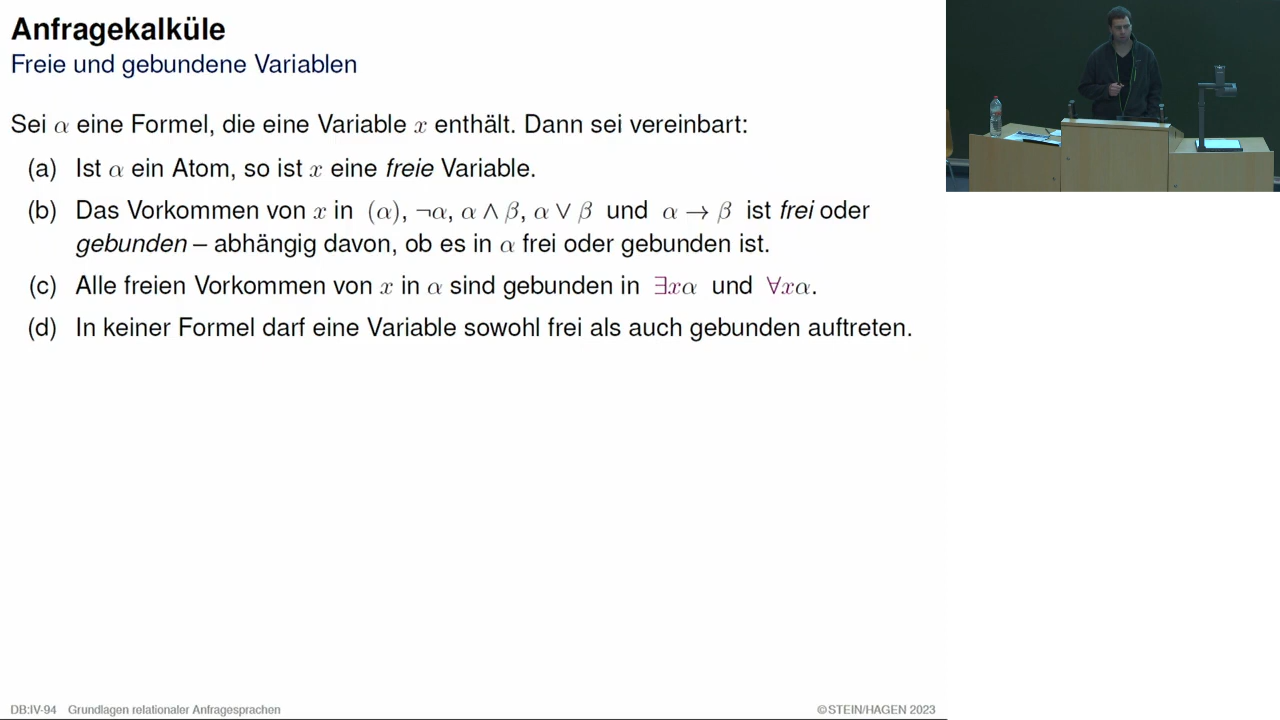 Anfragekalküle
Freie und gebundene Variablen
Sei α eine Formel, die eine Variable x enthält. Dann sei vereinbart:
(a) Ist α ein Atom, so ist x eine freie Variable.
(b) Das Vorkommen von x in (α), ¬α, α ∧ β, α ∨ β und α → β ist frei oder
gebunden – abhängig davon, ob es in α frei oder gebunden ist.
(c) Alle freien Vorkommen von x in α sind gebunden in ∃xα und ∀xα.
(d) In keiner Formel darf eine Variable sowohl frei als auch gebunden auftreten.
DB:IV-94 Grundlagen relationaler Anfragesprachen
©STEIN/HAGEN 2023